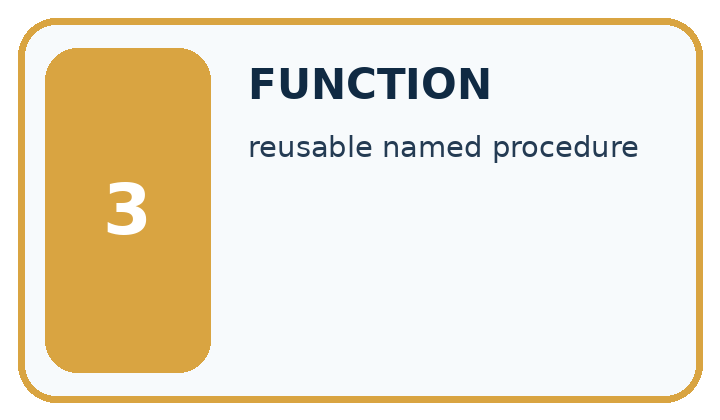 3
FUNCTION
reusable named procedure